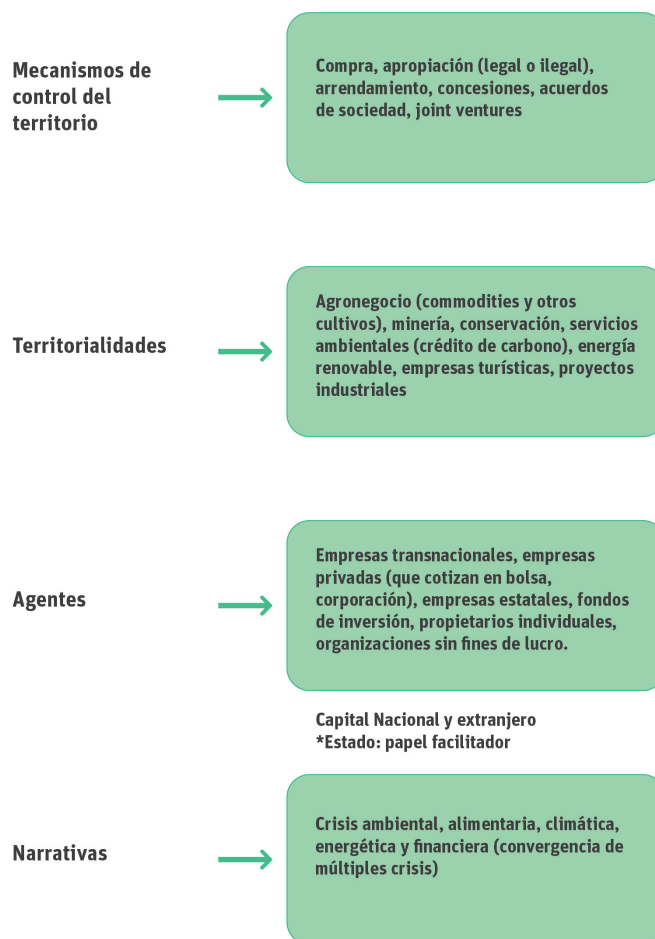 Mecanismos de
control del
territorio
Compra, apropiación (legal o ilegal),
arrendamiento, concesiones, acuerdos
de sociedad, joint ventures
Territorialidades
Agronegocio (commodities y otros
cultivos), minería, conservación, servicios
ambientales (crédito de carbono), energía
renovable, empresas turísticas, proyectos
industriales
Agentes
Empresas transnacionales, empresas
privadas (que cotizan en bolsa,
corporación), empresas estatales, fondos
de inversión, propietarios individuales,
organizaciones sin fines de lucro.
Capital Nacional y extranjero
*Estado: papel facilitador
Narrativas
Crisis ambiental, alimentaria, climática,
energética y financiera (convergencia de
múltiples crisis)